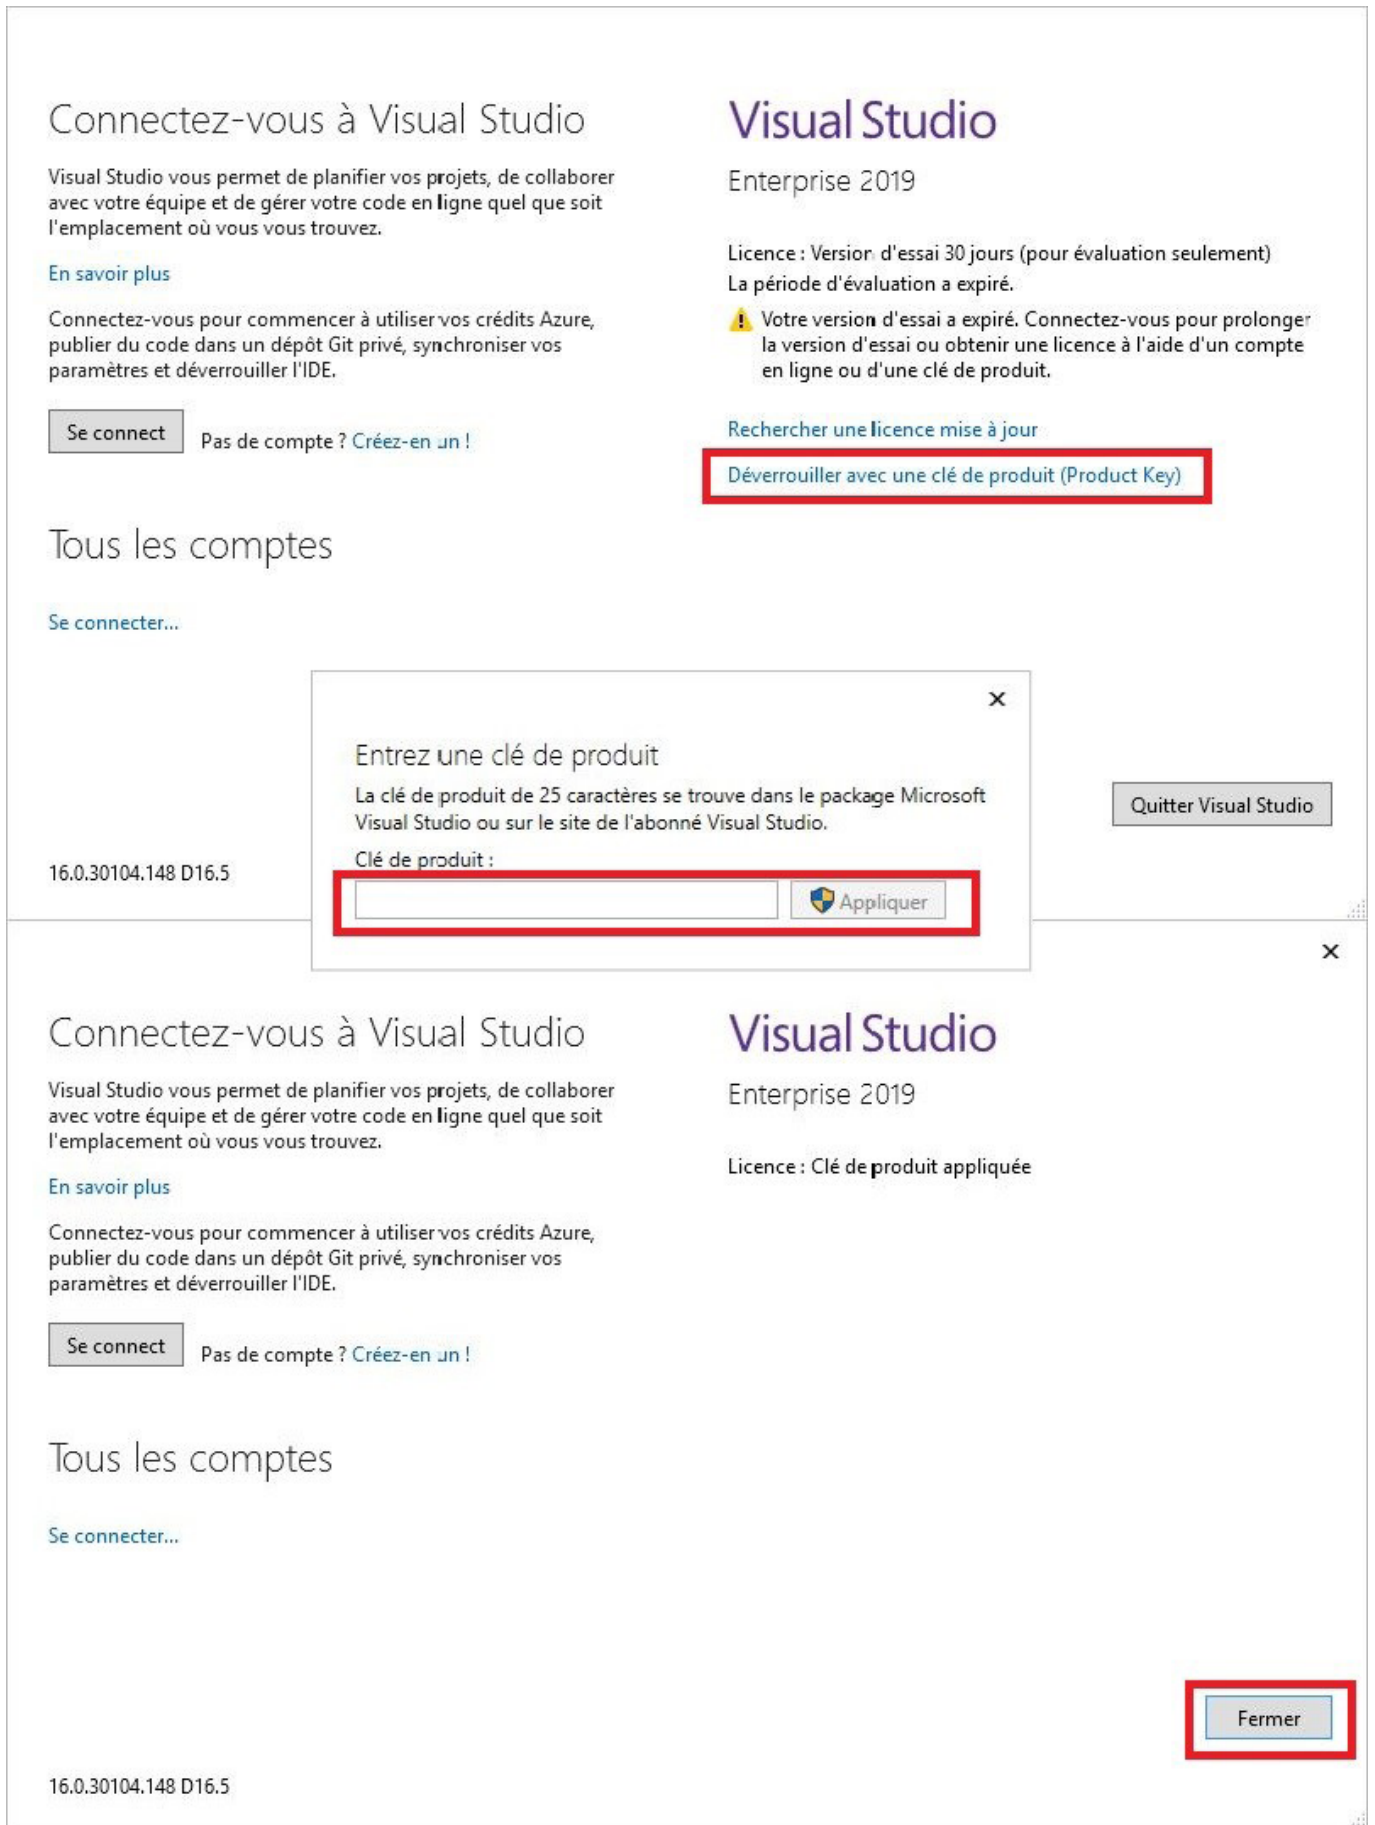 Connectez-vous à Visual Studio
Visual Studio vous permet de planifier vos projets, de collaborer
avec votre équipe et de gérer votre code en ligne quel que soit
l'emplacement où vous vous trouvez.
En savoir plus
Connectez-vous pour commencer à utiliser vos crédits Azure,
publier du code dans un dépôt Git privé, synchroniser vos
paramètres et déverrouiller l'IDE.
Se connect
Pas de compte ? Créez-en un !
Tous les comptes
Se connecter...
16.0.30104.148 D16.5
Visual Studio
Enterprise 2019
Licence : Version d'essai 30 jours (pour évaluation seulement)
La période d'évaluation a expiré.
Votre version d'essai a expiré. Connectez-vous pour prolonger
la version d'essai ou obtenir une licence à l'aide d'un compte
en ligne ou d'une clé de produit.
Rechercher une licence mise à jour
Déverrouiller avec une clé de produit (Product Key)
Quitter Visual Studio
Entrez une clé de produit
La clé de produit de 25 caractères se trouve dans le package Microsoft
Visual Studio ou sur le site de l'abonné Visual Studio.
Clé de produit :
Appliquer
Connectez-vous à Visual Studio
Visual Studio vous permet de planifier vos projets, de collaborer
avec votre équipe et de gérer votre code en ligne quel que soit
l'emplacement où vous vous trouvez.
En savoir plus
Connectez-vous pour commencer à utiliser vos crédits Azure,
publier du code dans un dépôt Git privé, synchroniser vos
paramètres et déverrouiller l'IDE.
Se connect
Pas de compte ? Créez-en un !
Tous les comptes
Se connecter...
16.0.30104.148 D16.5
Visual Studio
Enterprise 2019
Licence : Clé de produit appliquée
Fermer